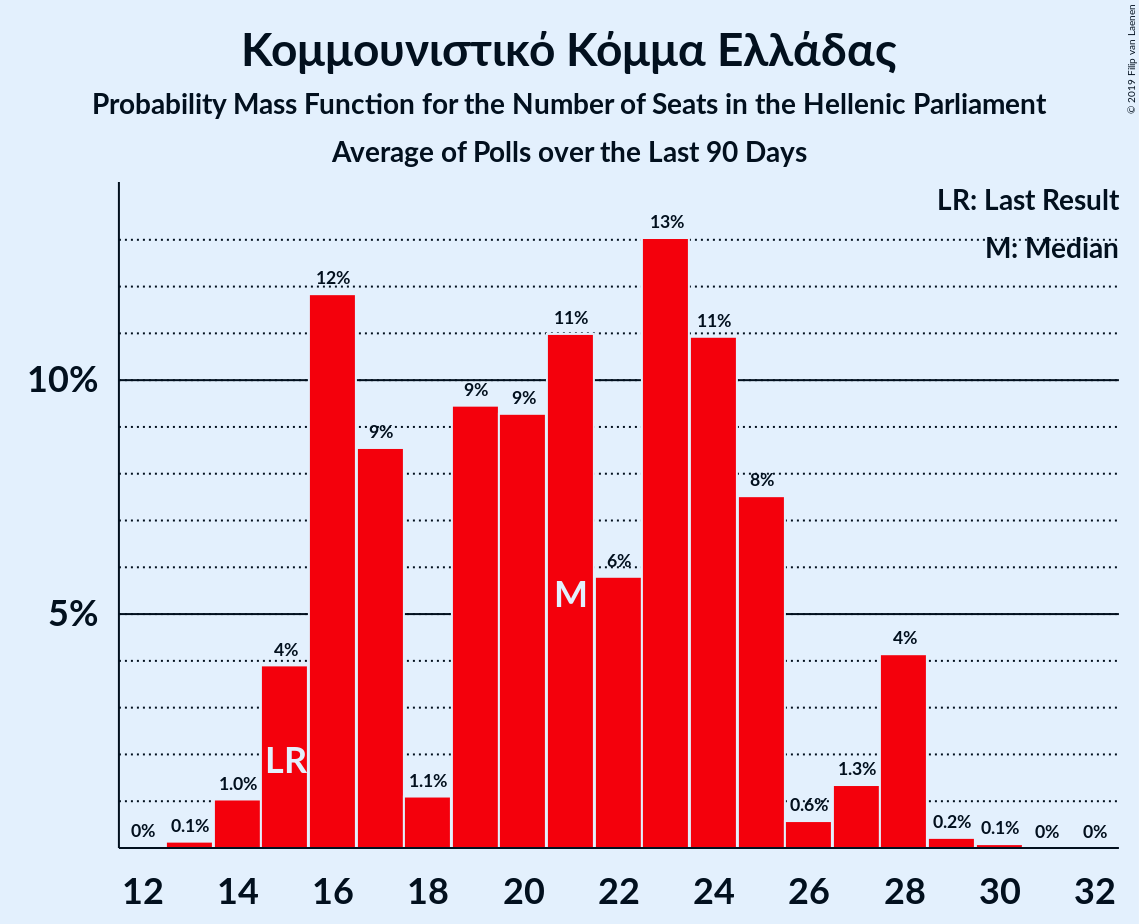 Κομμουνιστικό Κόμμα Ελλάδας
Probability Mass Function for the Number of Seats in the Hellenic Parliament
Average of Polls over the Last 90 Days
© 2019 Filip van Laenen
LR: Last Result
M: Median
13%
12%
11%
11%
10%
9%
9%
9%
8%
6%
M
5%
4%
4%
LR
1.0%
1.1%
1.3%
0.6%
0%
0.1%
0.2%
0.1%
0%
0%
12 14 16 18 20 22 24 26 28 30 32